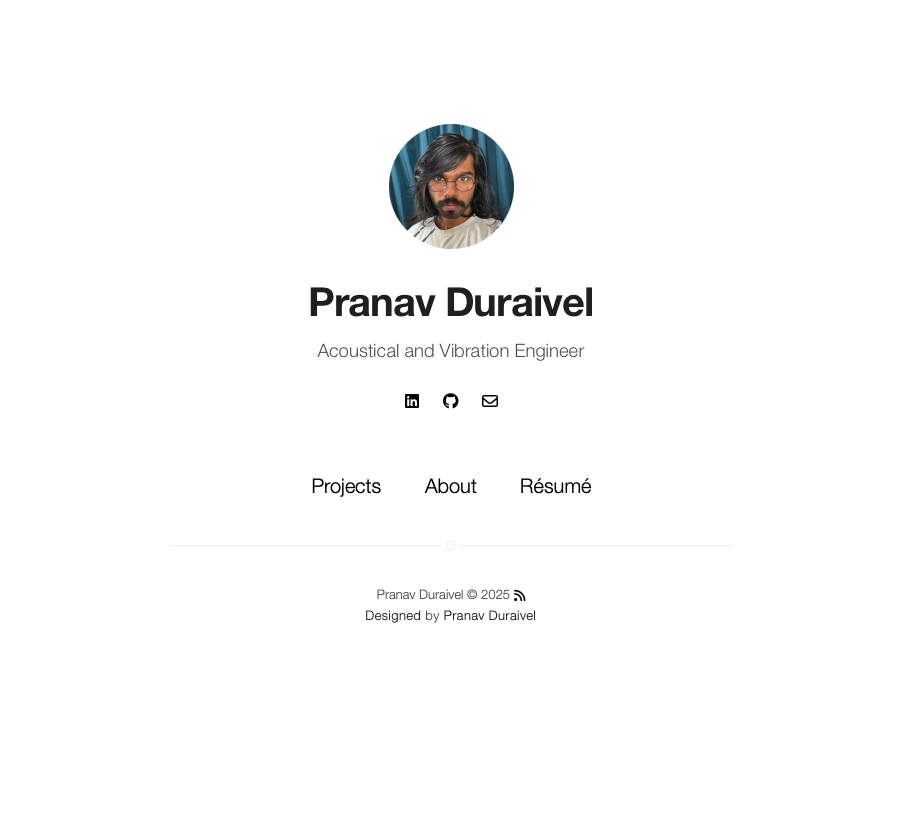 Pranav Duraivel
Acoustical and Vibration Engineer
Projects About Résumé
Pranav Duraivel © 2025
Designed by Pranav Duraivel